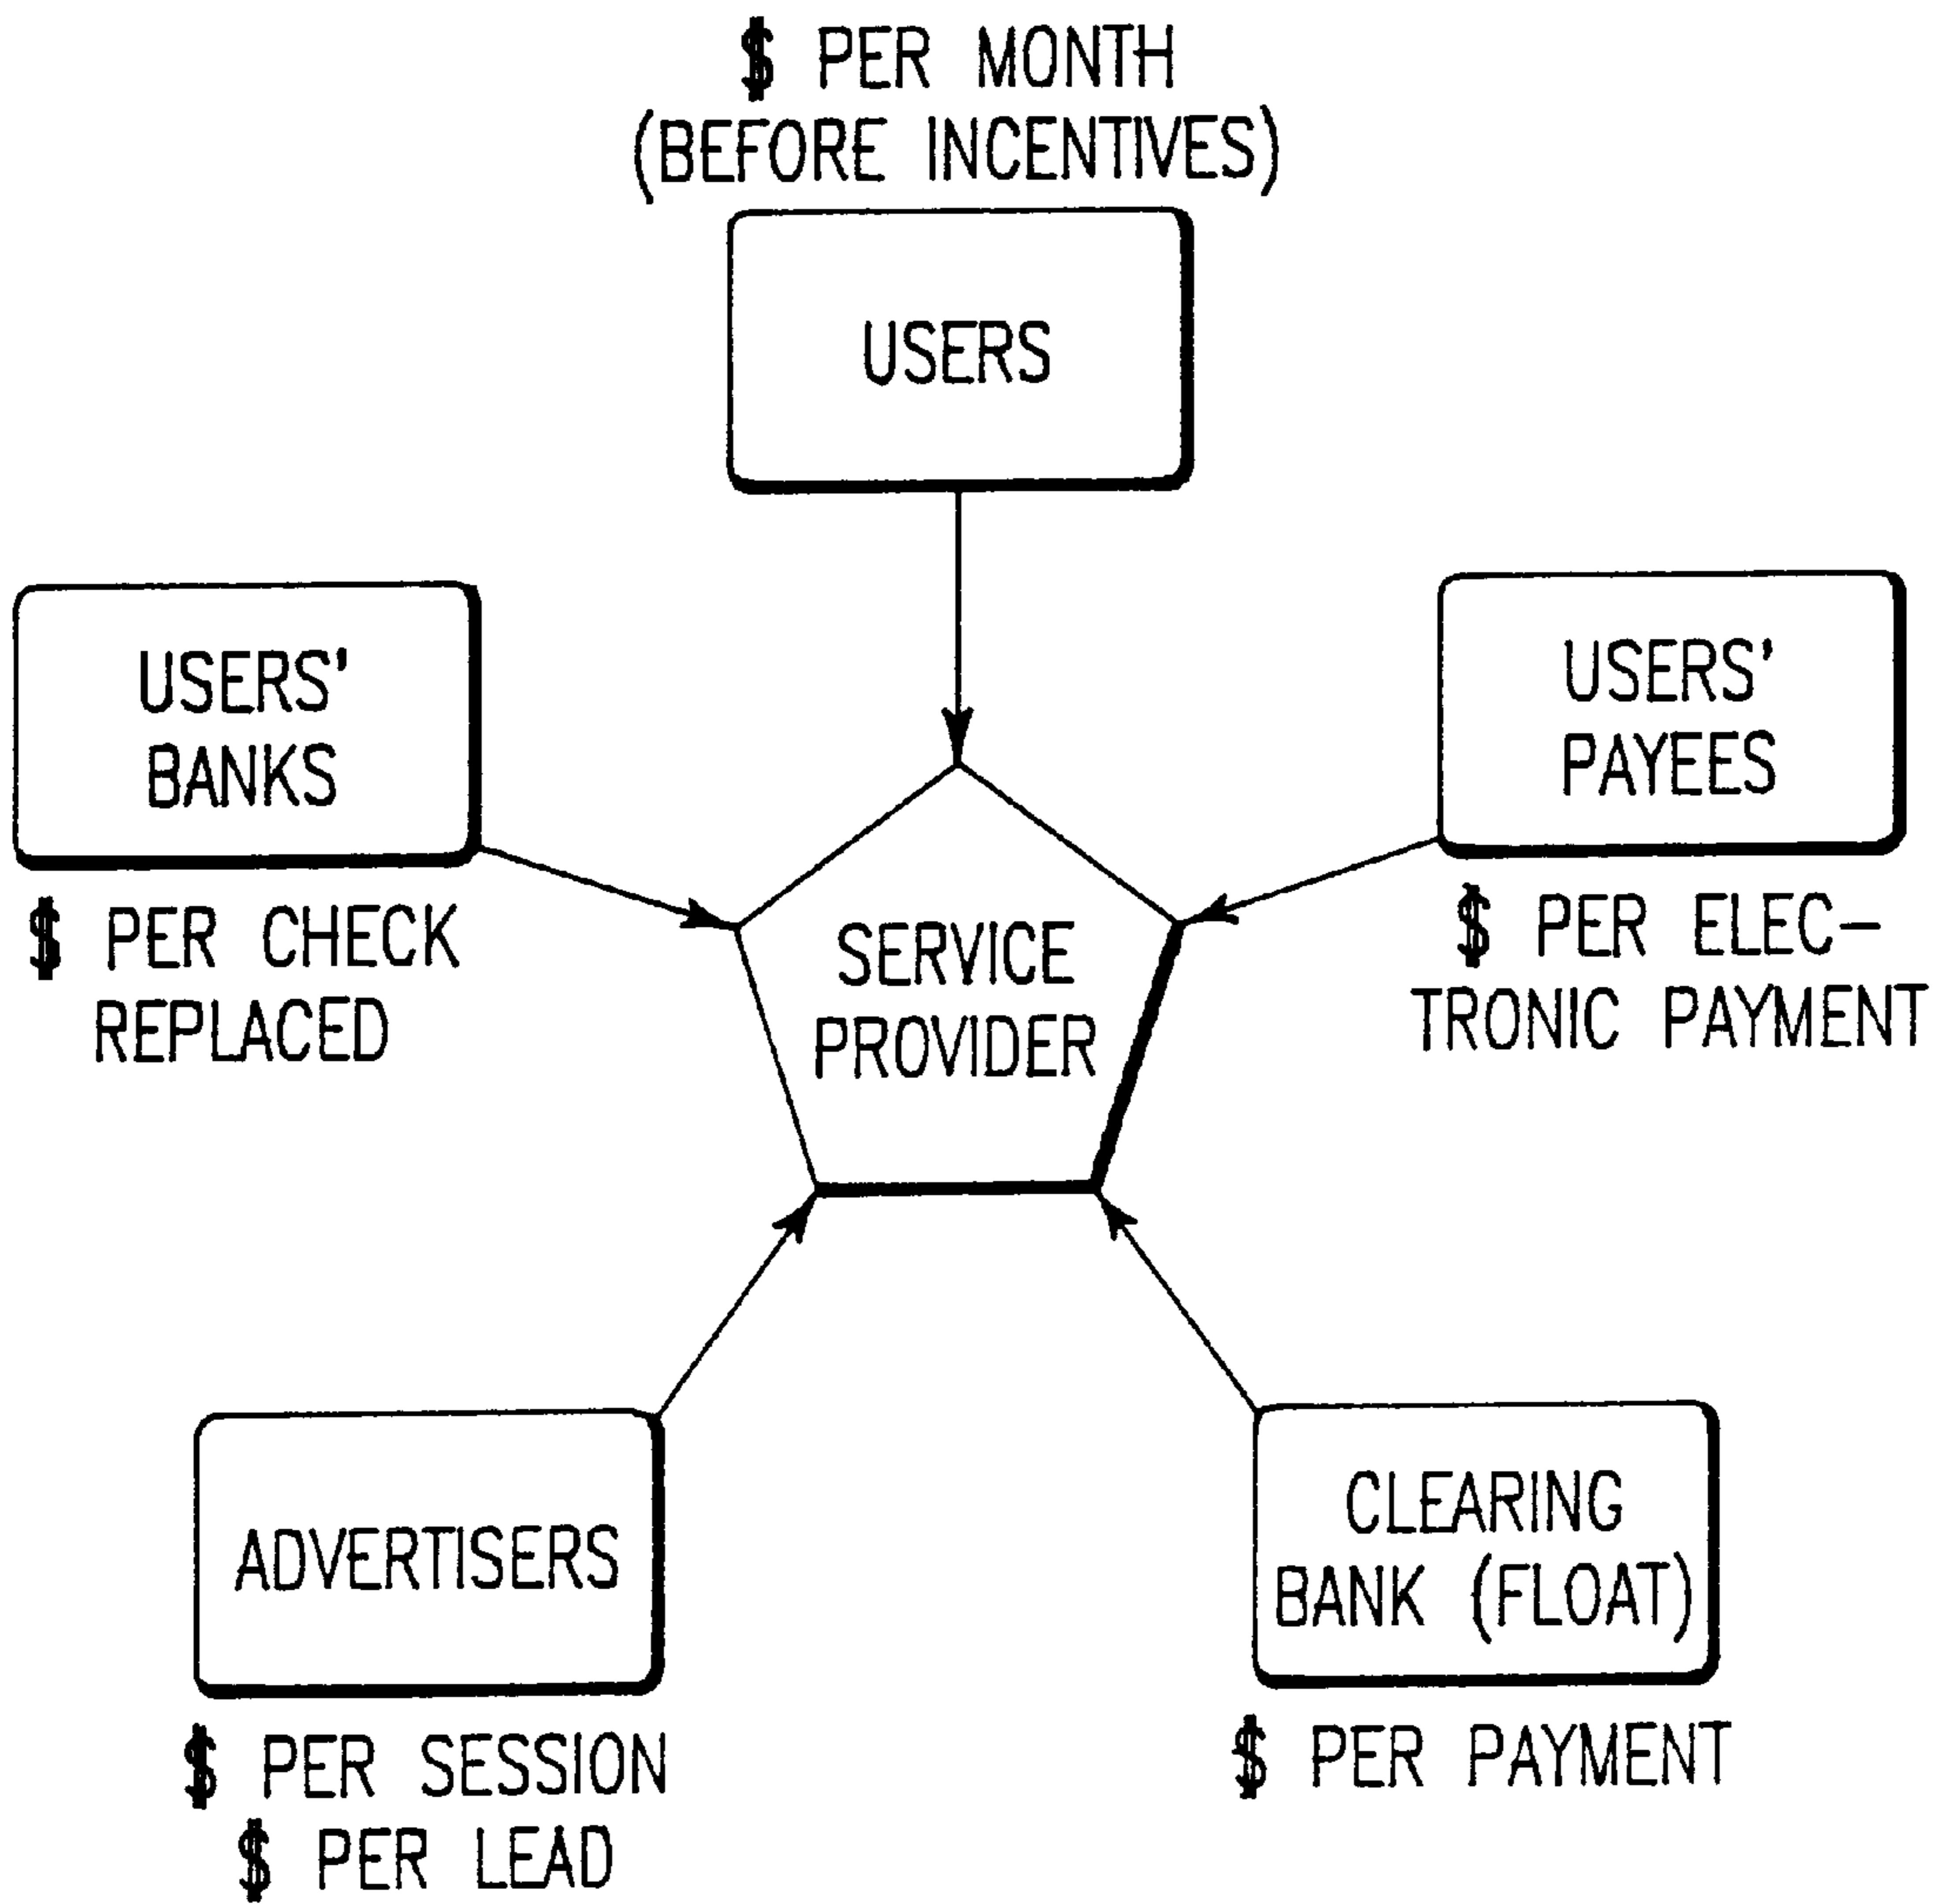 $ PER MONTH
(BEFORE INCENTIVES)
USERS
USERS'
BANKS
$ PER CHECK
REPLACED
USERS'
PAYEES
$ PER ELEC-
TRONIC PAYMENT
SERVICE
PROVIDER
ADVERTISERS
$ PER SESSION
$ PER LEAD
CLEARING
BANK (FLOAT)
$ PER PAYMENT